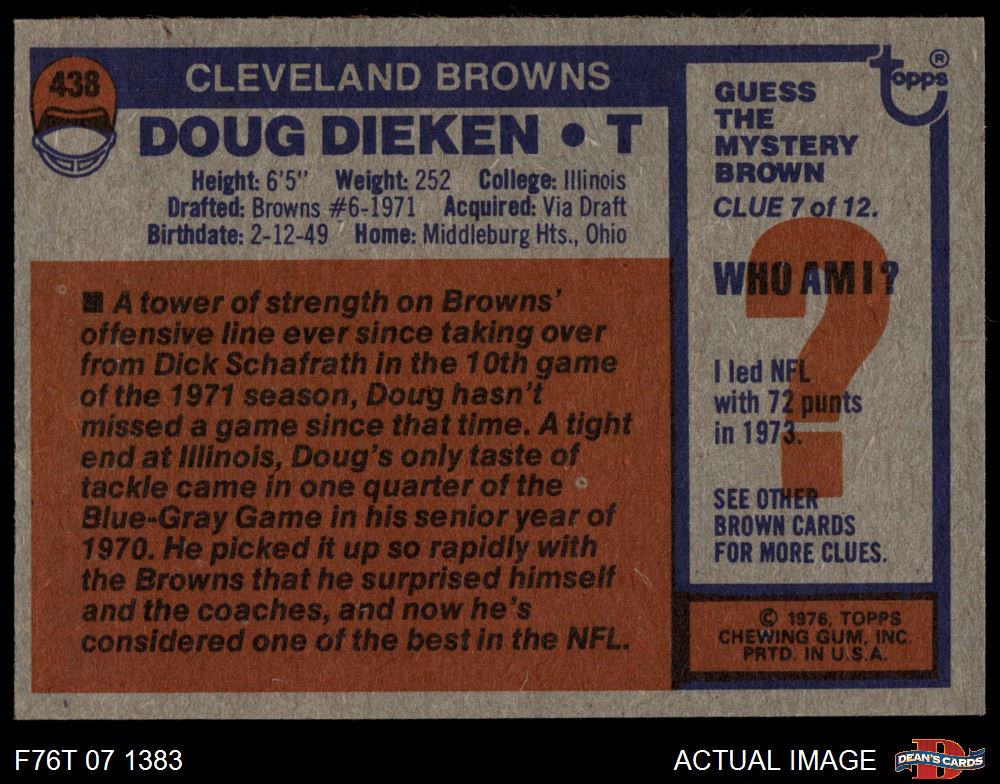 438
CLEVELAND BROWNS
DOUG DIEKEN • T
Height: 6'5" Weight: 252 College: Illinois
Drafted: Browns #6-1971 Acquired: Via Draft
Birthdate: 2-12-49 Home: Middleburg Hts., Ohio
■ A tower of strength on Browns'
offensive line ever since taking over
from Dick Schafrath in the 10th game
of the 1971 season, Doug hasn't
missed a game since that time. A tight
end at Illinois, Doug's only taste of
tackle came in one quarter of the
Blue-Gray Game in his senior year of
1970. He picked it up so rapidly with
the Browns that he surprised himself
and the coaches, and now he's
considered one of the best in the NFL.
topps ®
GUESS
THE
MYSTERY
BROWN
CLUE 7 of 12.
?
WHO AM I?
I led NFL
with 72 punts
in 1973.
SEE OTHER
BROWN CARDS
FOR MORE CLUES.
© 1976, TOPPS
CHEWING GUM, INC.
PRTD. IN U.S.A.
F76T 07 1383
ACTUAL IMAGE
D
DEAN'S CARDS